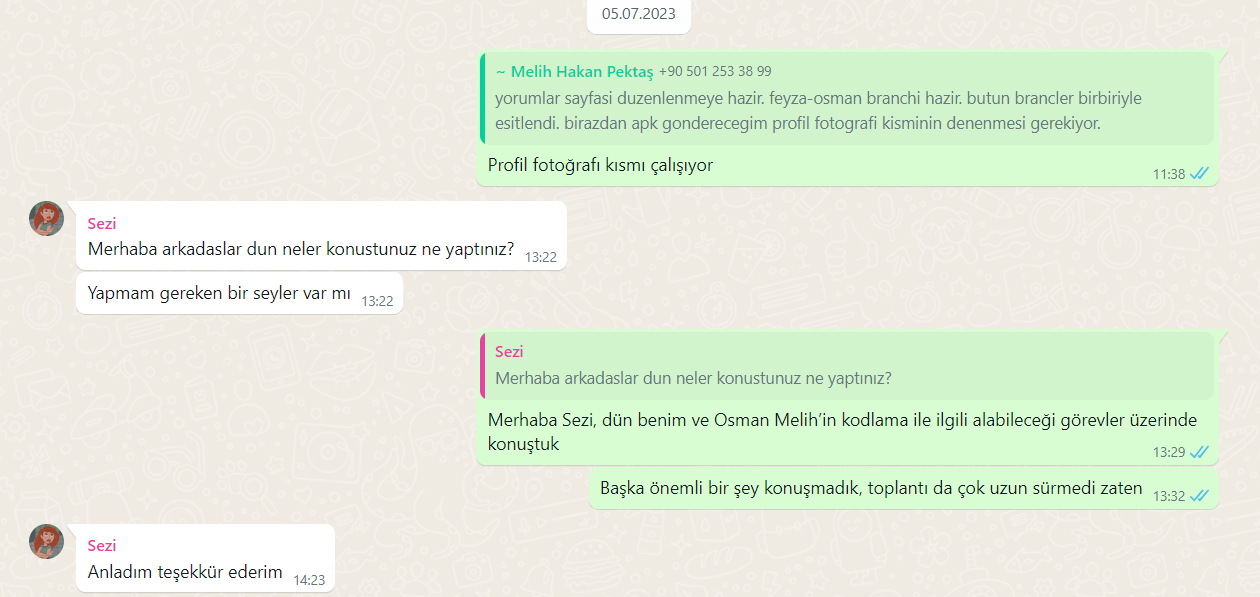 05.07.2023
~ Melih Hakan Pektaş +90 501 253 38 99
yorumlar sayfasi duzenlenmeye hazir. feyza-osman branchi hazir. butun brancler birbiriyle
esitlendi. birazdan apk gonderecegim profil fotografi kisminin denenmesi gerekiyor.
Profil fotoğrafı kısmı çalışıyor
11:38
Sezi
Merhaba arkadaslar dun neler konustunuz ne yaptınız? 13:22
Yapmam gereken bir seyler var mı 13:22
Sezi
Merhaba arkadaslar dun neler konustunuz ne yaptınız?
Merhaba Sezi, dün benim ve Osman Melih’in kodlama ile ilgili alabileceği görevler üzerinde
konuştuk
13:29
Başka önemli bir şey konuşmadık, toplantı da çok uzun sürmedi zaten 13:32
Sezi
Anladım teşekkür ederim 14:23